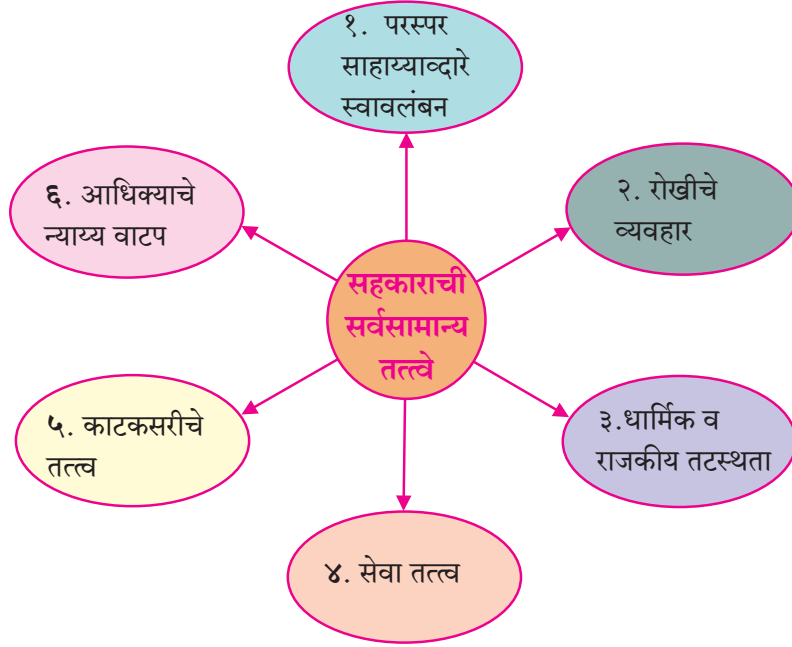 १. परस्पर
साहाय्याव्दारे
स्वावलंबन
६. आधिक्याचे
न्याय्य वाटप
२. रोखीचे
व्यवहार
सहकाराची
सर्वसामान्य
तत्त्वे
५. काटकसरीचे
तत्त्व
३.धार्मिक व
राजकीय तटस्थता
४. सेवा तत्त्व